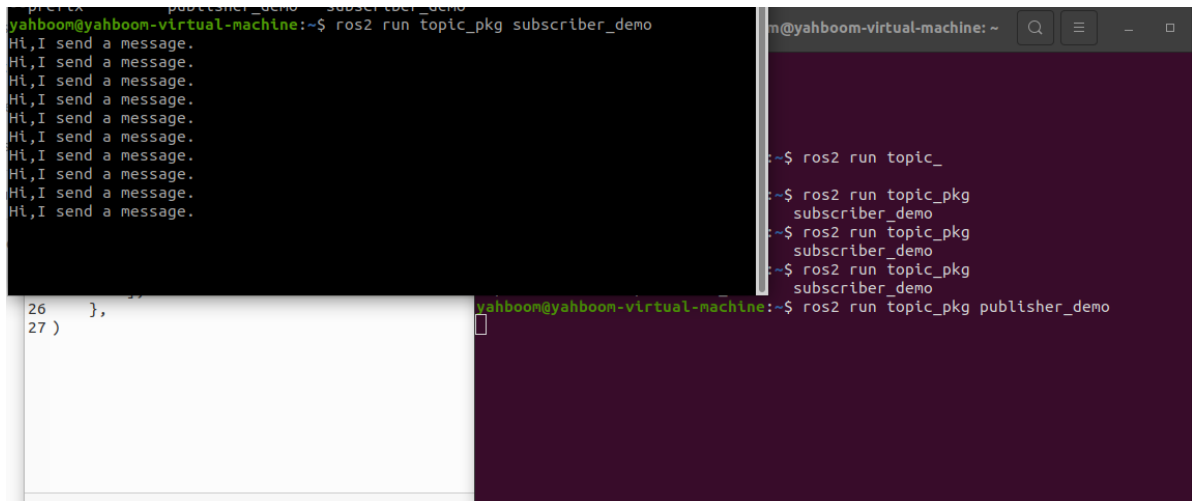 --prefix publisher_demo subscriber_demo
yahboom@yahboom-virtual-machine:~$ ros2 run topic_pkg subscriber_demo
Hi,I send a message.
Hi,I send a message.
Hi,I send a message.
Hi,I send a message.
Hi,I send a message.
Hi,I send a message.
Hi,I send a message.
Hi,I send a message.
Hi,I send a message.
Hi,I send a message.
m@yahboom-virtual-machine: ~
:~$ ros2 run topic_
:~$ ros2 run topic_pkg
subscriber_demo
:~$ ros2 run topic_pkg
subscriber_demo
:~$ ros2 run topic_pkg
subscriber_demo
yahboom@yahboom-virtual-machine:~$ ros2 run topic_pkg publisher_demo
],
26 },
27 )